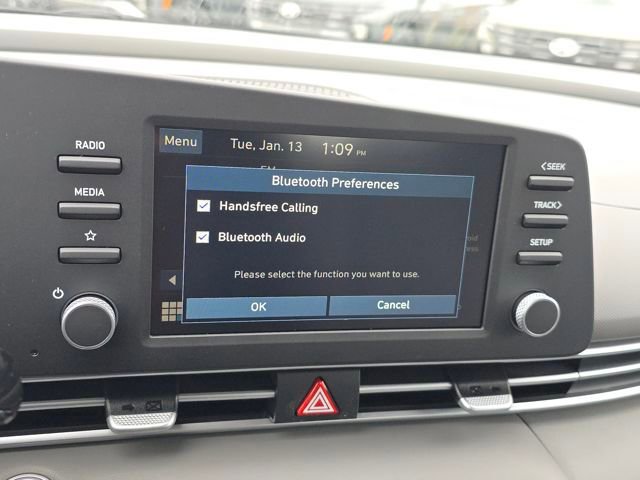 RADIO
MEDIA
Menu
Tue, Jan. 13
1:09 PM
FM
Bluetooth Preferences
Handsfree Calling
Bluetooth Audio
Please select the function you want to use.
OK
Cancel
<SEEK
TRACK>
SETUP